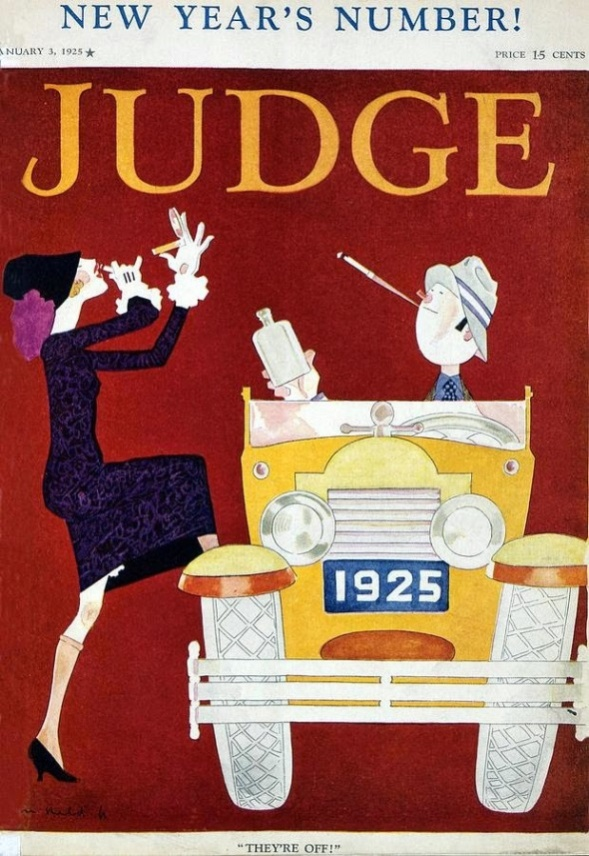 NEW YEAR'S NUMBER!
ANUARY 3, 1925★ PRICE 15 CENTS
JUDGE
1925
"THEY'RE OFF!"